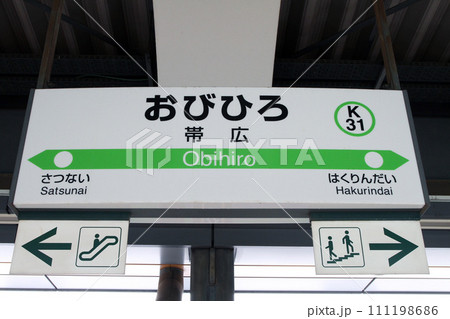 おびひろ
帯広
K
31
Obihiro
さつない
Satsunai
はくりんだい
Hakurindai
PIXTA
pixta.jp - 111198686